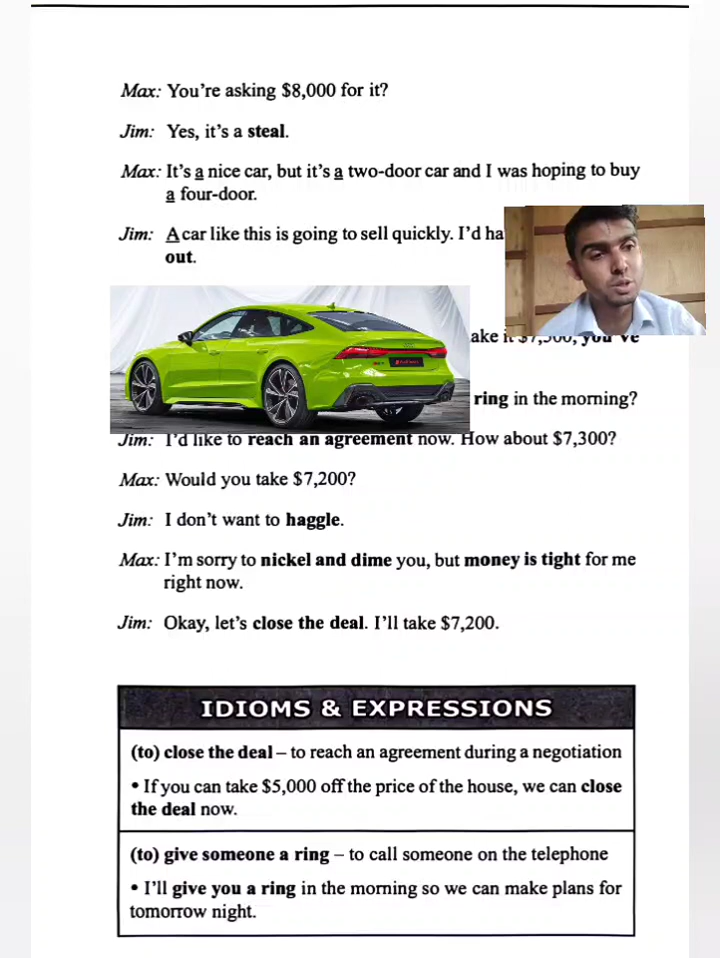 Max: You're asking $8,000 for it?
Jim: Yes, it's a steal.
Max: It's a nice car, but it's a two-door car and I was hoping to buy
a four-door.
Jim: A car like this is going to sell quickly. I'd ha
out.
ake it $7,500, you've
ring in the morning?
Jim: I'd like to reach an agreement now. How about $7,300?
Max: Would you take $7,200?
Jim: I don't want to haggle.
Max: I'm sorry to nickel and dime you, but money is tight for me
right now.
Jim: Okay, let's close the deal. I'll take $7,200.
IDIOMS & EXPRESSIONS
(to) close the deal – to reach an agreement during a negotiation
• If you can take $5,000 off the price of the house, we can close
the deal now.
(to) give someone a ring – to call someone on the telephone
• I'll give you a ring in the morning so we can make plans for
tomorrow night.